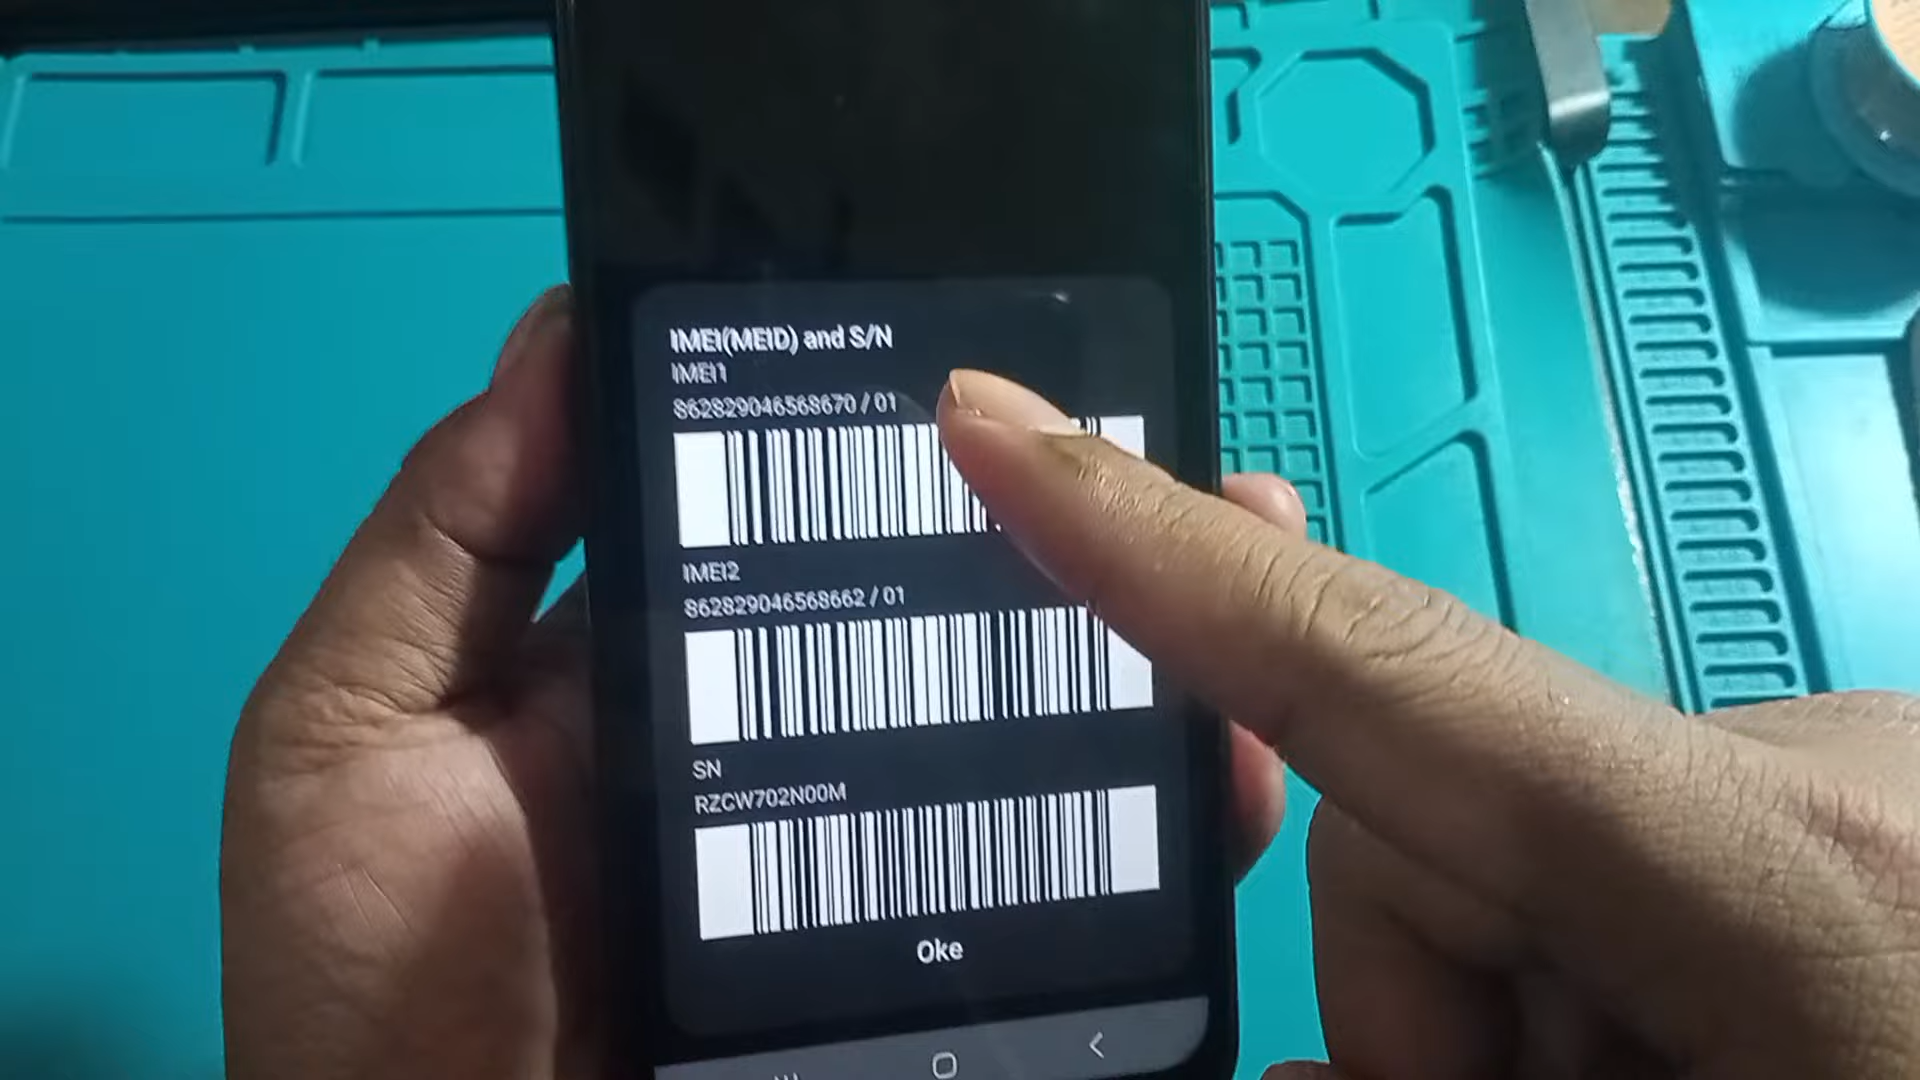 IMEI(MEID) and S/N
IMEI1
862829046568670 / 01
IMEI2
862829046568662 / 01
SN
RZCW702N00M
Oke